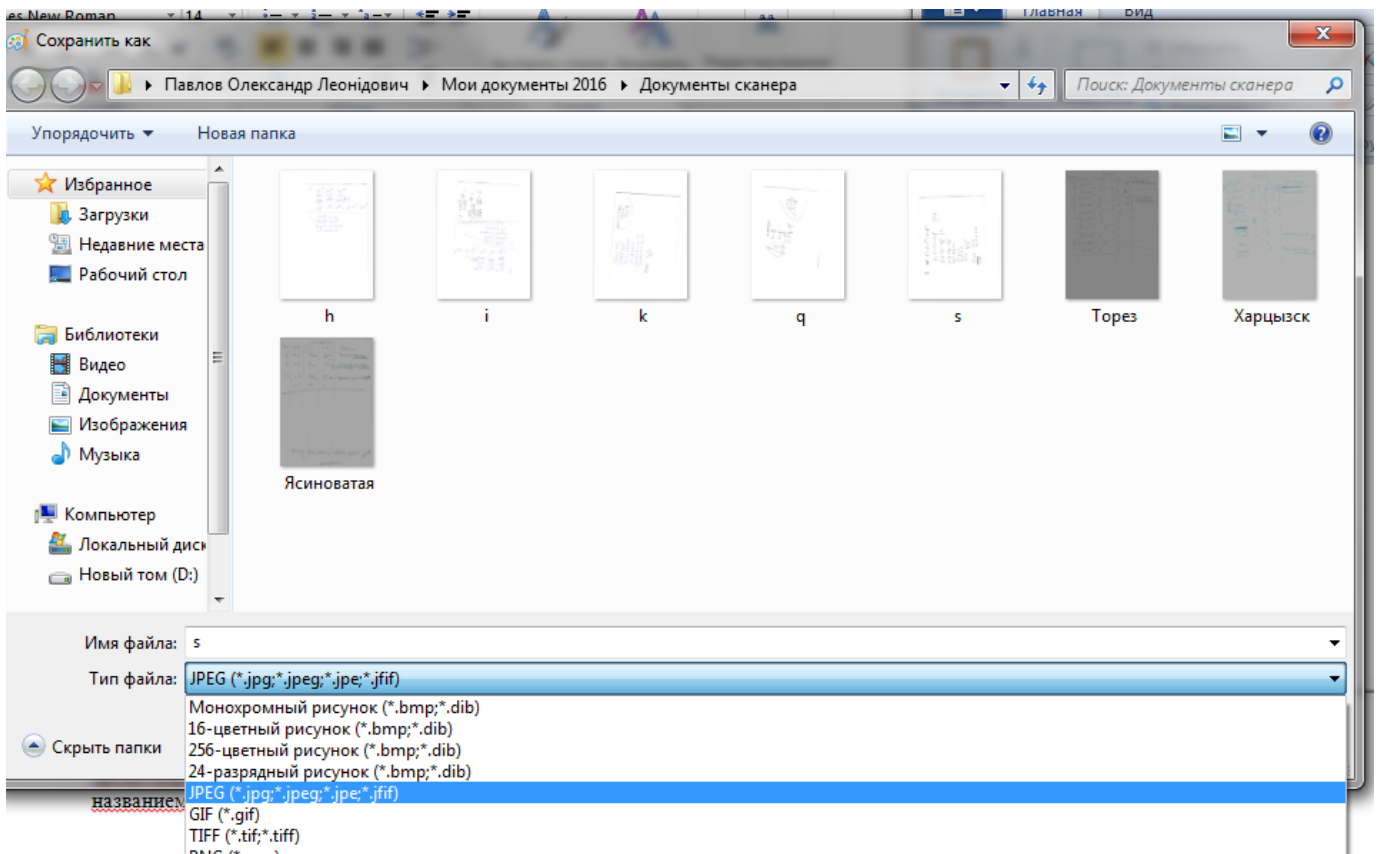 es New Roman 14
Главная Вид
Сохранить как
Павлов Олександр Леонідович Мои документы 2016 Документы сканера
Поиск: Документы сканера
Упорядочить Новая папка
Избранное
Загрузки
Недавние места
Рабочий стол
Библиотеки
Видео
Документы
Изображения
Музыка
Компьютер
Локальный диск
Новый том (D:)
h i k q s Торез Харцызск
Ясиноватая
Имя файла: s
Тип файла: JPEG (*.jpg;*.jpeg;*.jpe;*.jfif)
Монохромный рисунок (*.bmp;*.dib)
16-цветный рисунок (*.bmp;*.dib)
256-цветный рисунок (*.bmp;*.dib)
24-разрядный рисунок (*.bmp;*.dib)
JPEG (*.jpg;*.jpeg;*.jpe;*.jfif)
GIF (*.gif)
TIFF (*.tif;*.tiff)
Скрыть папки
названием